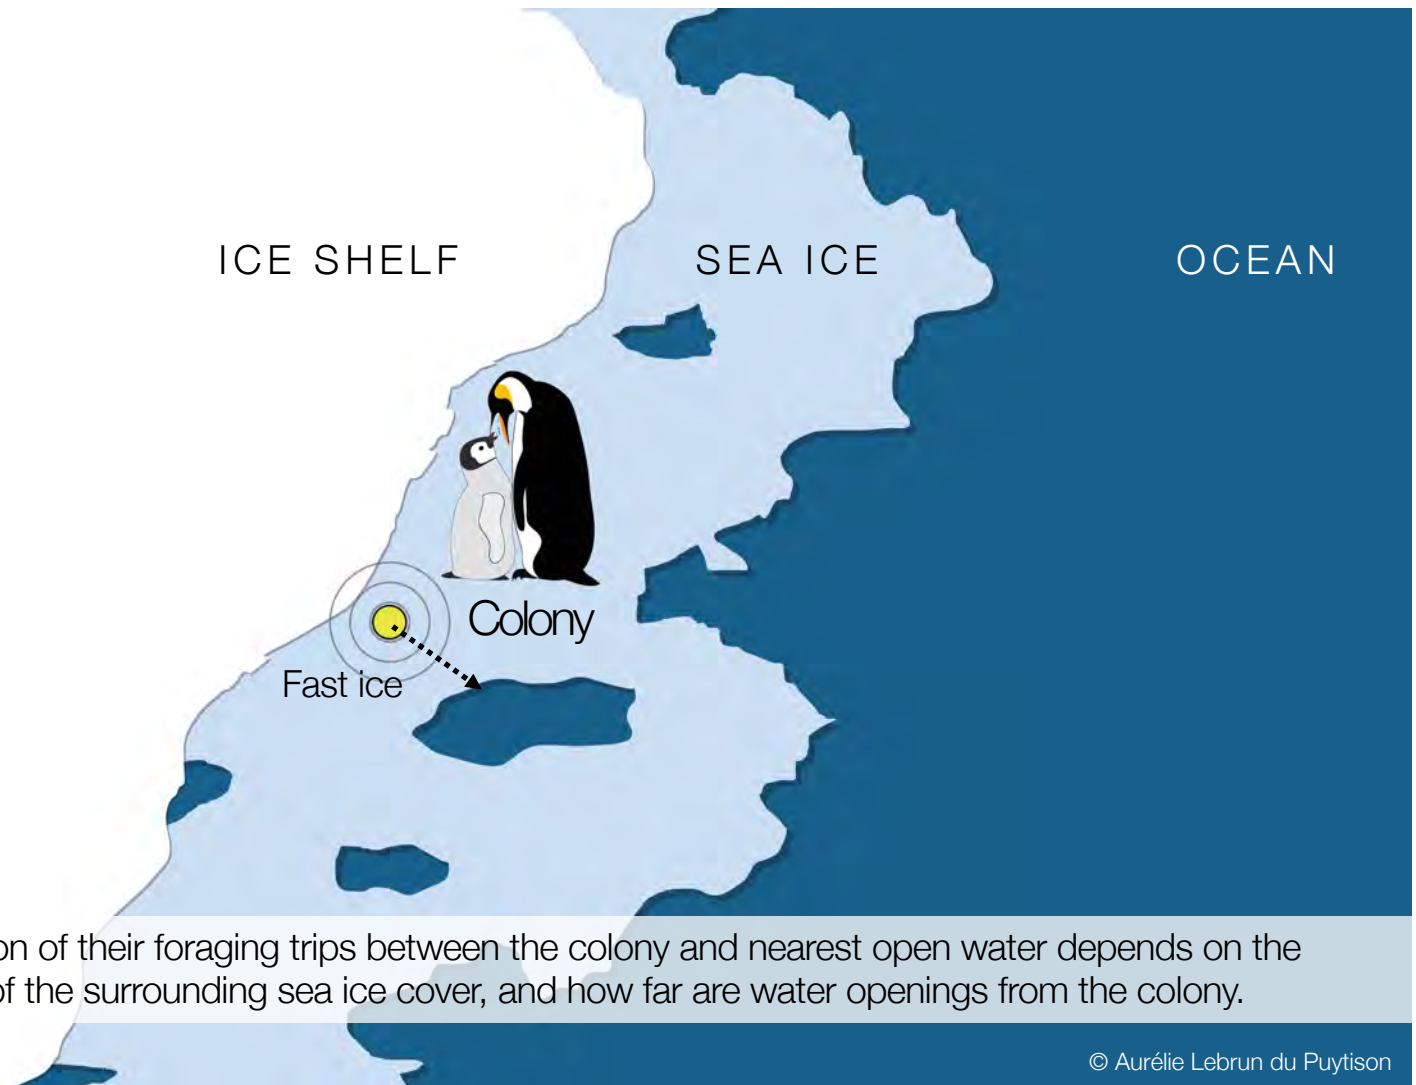 ICE SHELF
SEA ICE
OCEAN
Colony
Fast ice
on of their foraging trips between the colony and nearest open water depends on the
of the surrounding sea ice cover, and how far are water openings from the colony.
© Aurélie Lebrun du Puytison